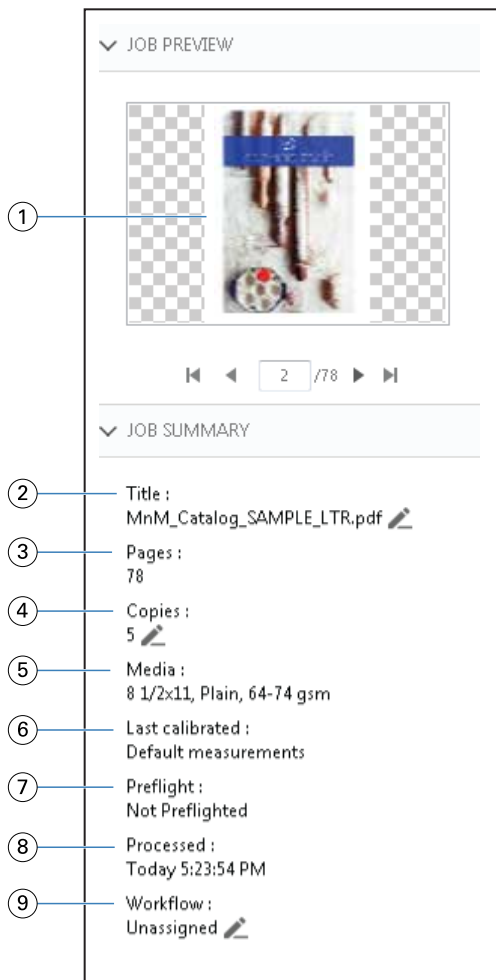 JOB PREVIEW
1
2 /78
JOB SUMMARY
2
Title :
MnM_Catalog_SAMPLE_LTR.pdf
3
Pages :
78
4
Copies :
5
5
Media :
8 1/2x11, Plain, 64-74 gsm
6
Last calibrated :
Default measurements
7
Preflight :
Not Preflighted
8
Processed :
Today 5:23:54 PM
9
Workflow :
Unassigned